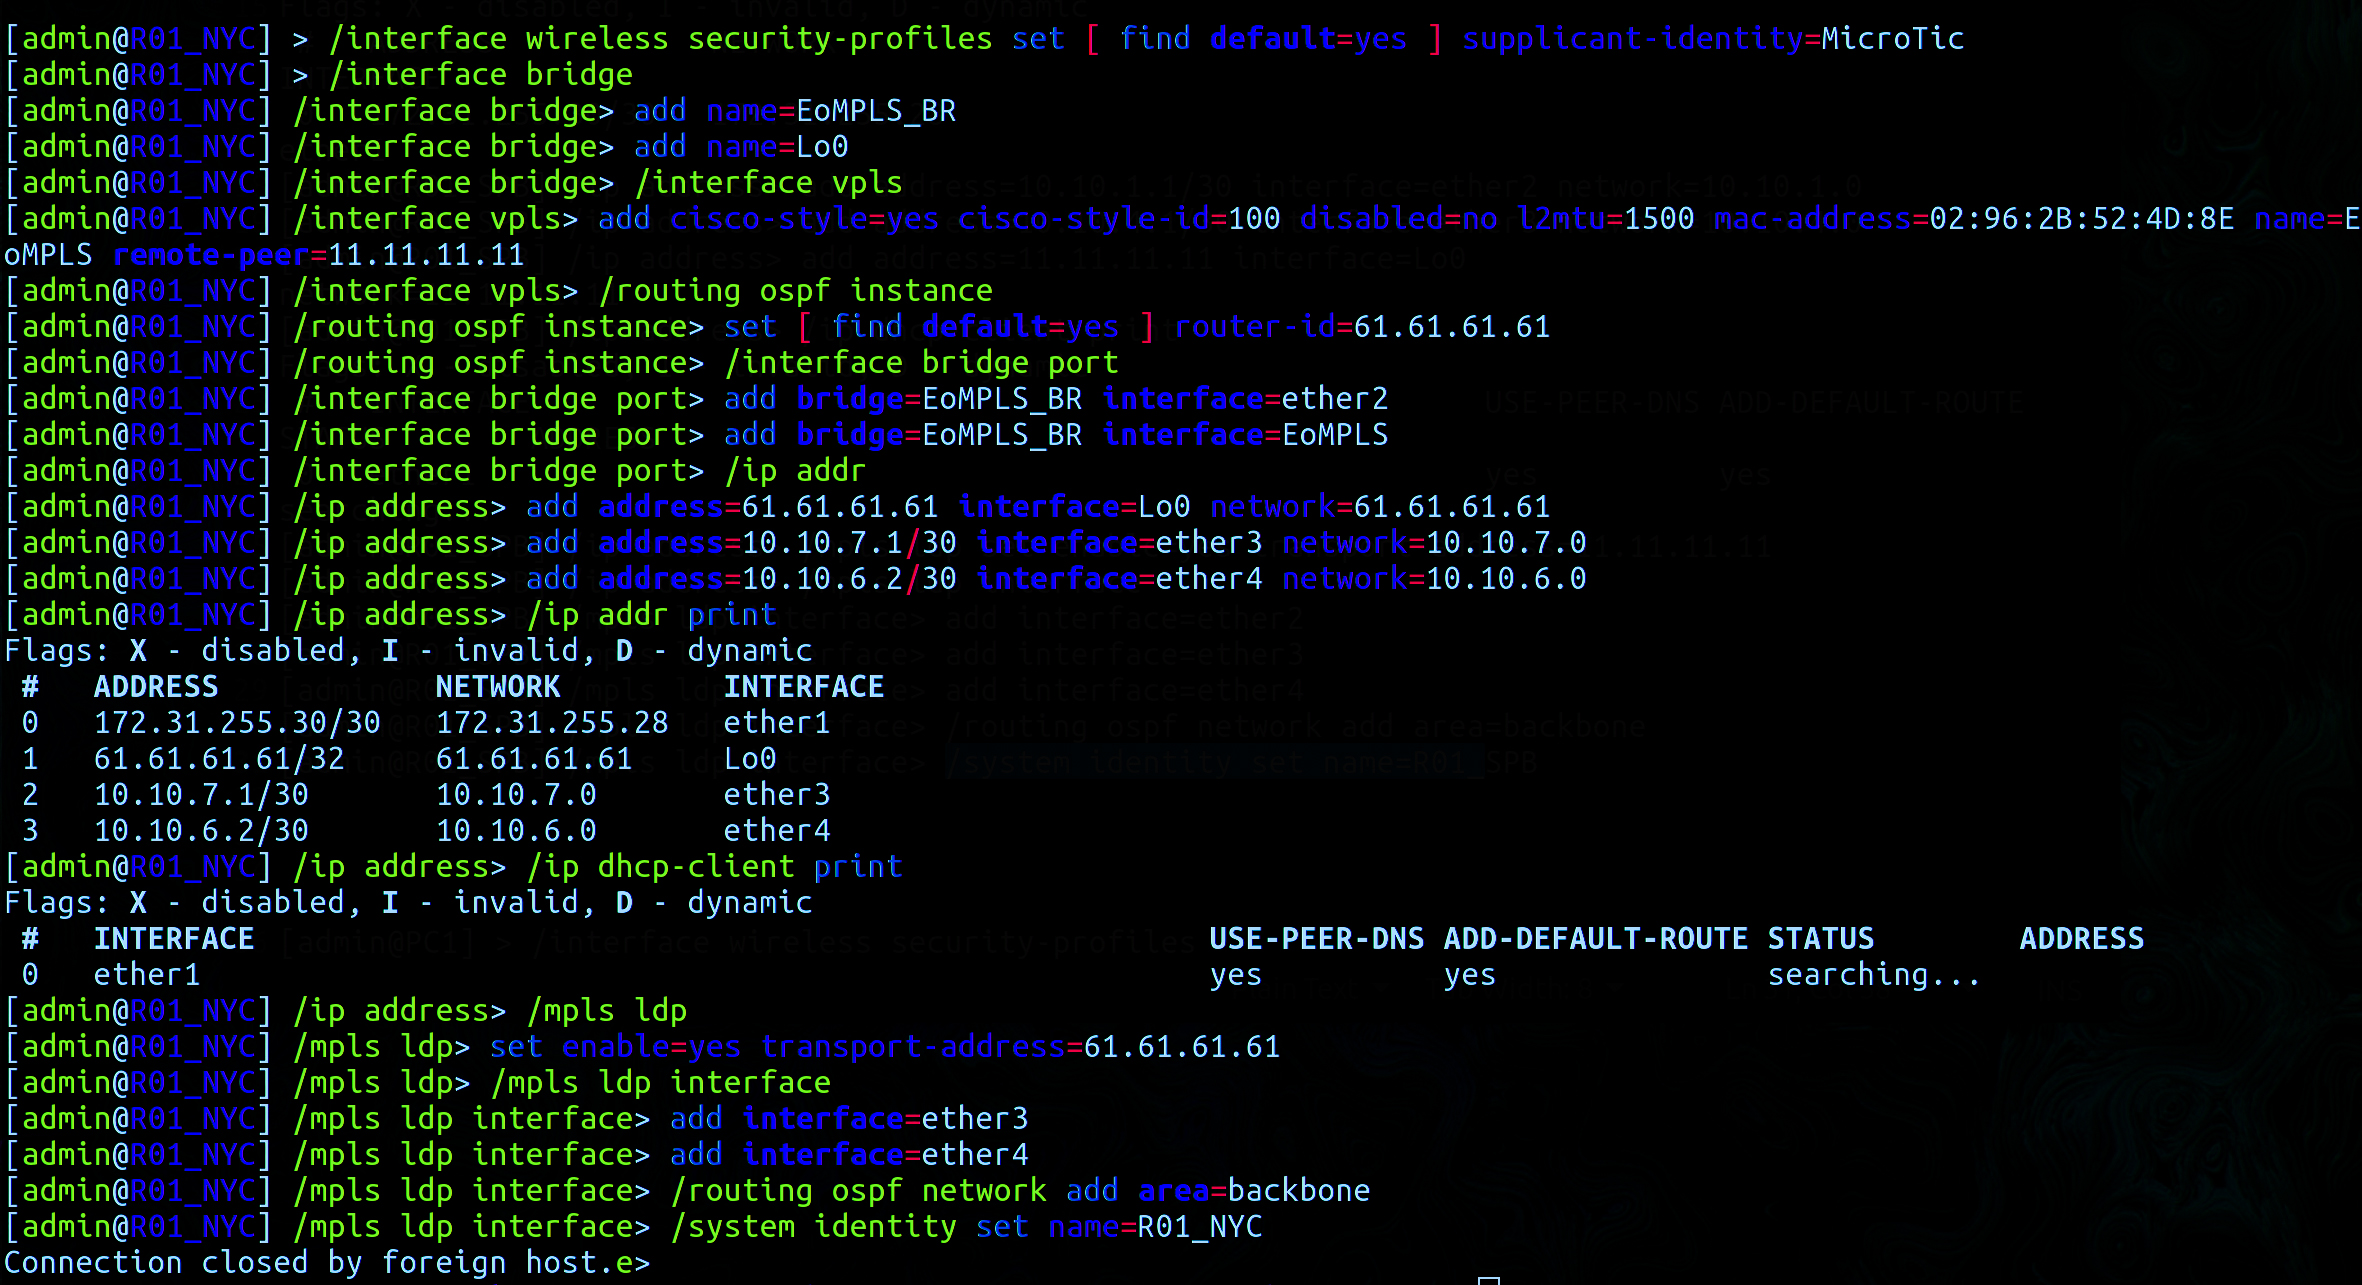 [admin@R01_NYC] > /interface wireless security-profiles set [ find default=yes ] supplicant-identity=MicroTic
[admin@R01_NYC] > /interface bridge
[admin@R01_NYC] /interface bridge> add name=EoMPLS_BR
[admin@R01_NYC] /interface bridge> add name=Lo0
[admin@R01_NYC] /interface bridge> /interface vpls
[admin@R01_NYC] /interface vpls> add cisco-style=yes cisco-style-id=100 disabled=no l2mtu=1500 mac-address=02:96:2B:52:4D:8E name=E
oMPLS remote-peer=11.11.11.11
[admin@R01_NYC] /interface vpls> /routing ospf instance
[admin@R01_NYC] /routing ospf instance> set [ find default=yes ] router-id=61.61.61.61
[admin@R01_NYC] /routing ospf instance> /interface bridge port
[admin@R01_NYC] /interface bridge port> add bridge=EoMPLS_BR interface=ether2
[admin@R01_NYC] /interface bridge port> add bridge=EoMPLS_BR interface=EoMPLS
[admin@R01_NYC] /interface bridge port> /ip addr
[admin@R01_NYC] /ip address> add address=61.61.61.61 interface=Lo0 network=61.61.61.61
[admin@R01_NYC] /ip address> add address=10.10.7.1/30 interface=ether3 network=10.10.7.0
[admin@R01_NYC] /ip address> add address=10.10.6.2/30 interface=ether4 network=10.10.6.0
[admin@R01_NYC] /ip address> /ip addr print
Flags: X - disabled, I - invalid, D - dynamic
# ADDRESS NETWORK INTERFACE
0 172.31.255.30/30 172.31.255.28 ether1
1 61.61.61.61/32 61.61.61.61 Lo0
2 10.10.7.1/30 10.10.7.0 ether3
3 10.10.6.2/30 10.10.6.0 ether4
[admin@R01_NYC] /ip address> /ip dhcp-client print
Flags: X - disabled, I - invalid, D - dynamic
# INTERFACE USE-PEER-DNS ADD-DEFAULT-ROUTE STATUS ADDRESS
0 ether1 yes yes searching...
[admin@R01_NYC] /ip address> /mpls ldp
[admin@R01_NYC] /mpls ldp> set enable=yes transport-address=61.61.61.61
[admin@R01_NYC] /mpls ldp> /mpls ldp interface
[admin@R01_NYC] /mpls ldp interface> add interface=ether3
[admin@R01_NYC] /mpls ldp interface> add interface=ether4
[admin@R01_NYC] /mpls ldp interface> /routing ospf network add area=backbone
[admin@R01_NYC] /mpls ldp interface> /system identity set name=R01_NYC
Connection closed by foreign host.e>